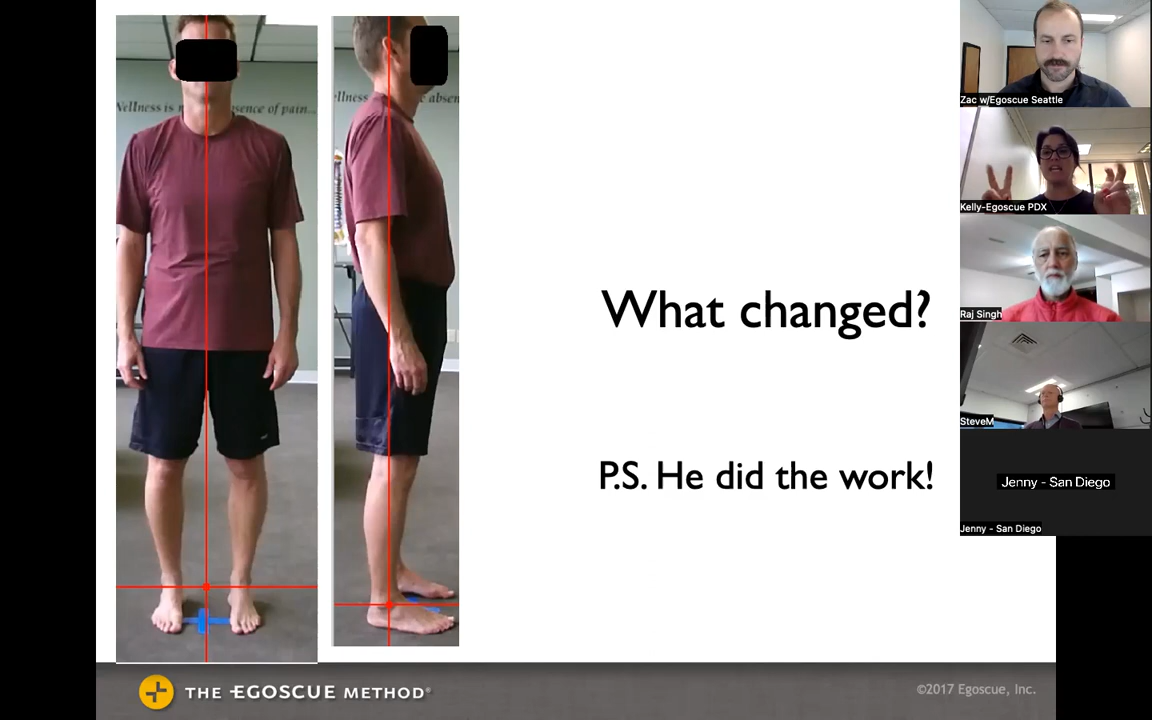 Wellness is n
sence of pain...
llness
e absen
What changed?
P.S. He did the work!
THE EGOSCUE METHOD®
©2017 Egoscue, Inc.
Zac w/Egoscue Seattle
Kelly-Egoscue PDX
Raj Singh
SteveM
Jenny - San Diego
Jenny - San Diego